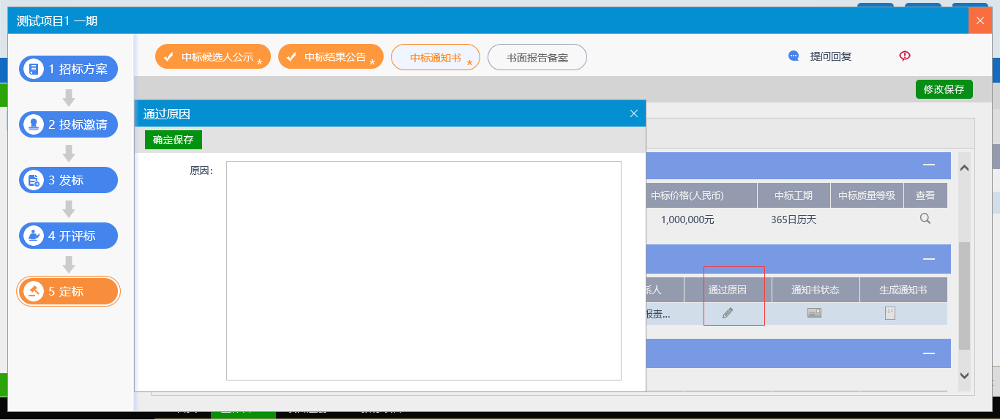 测试项目1 一期
1 招标方案
2 投标邀请
3 发标
4 开评标
5 定标
中标候选人公示 *
中标结果公告 *
中标通知书 *
书面报告备案
提问回复
修改保存
通过原因
确定保存
原因：
中标价格(人民币) 中标工期 中标质量等级 查看
1,000,000元 365日历天
系人 通过原因 通知书状态 生成通知书
报责...